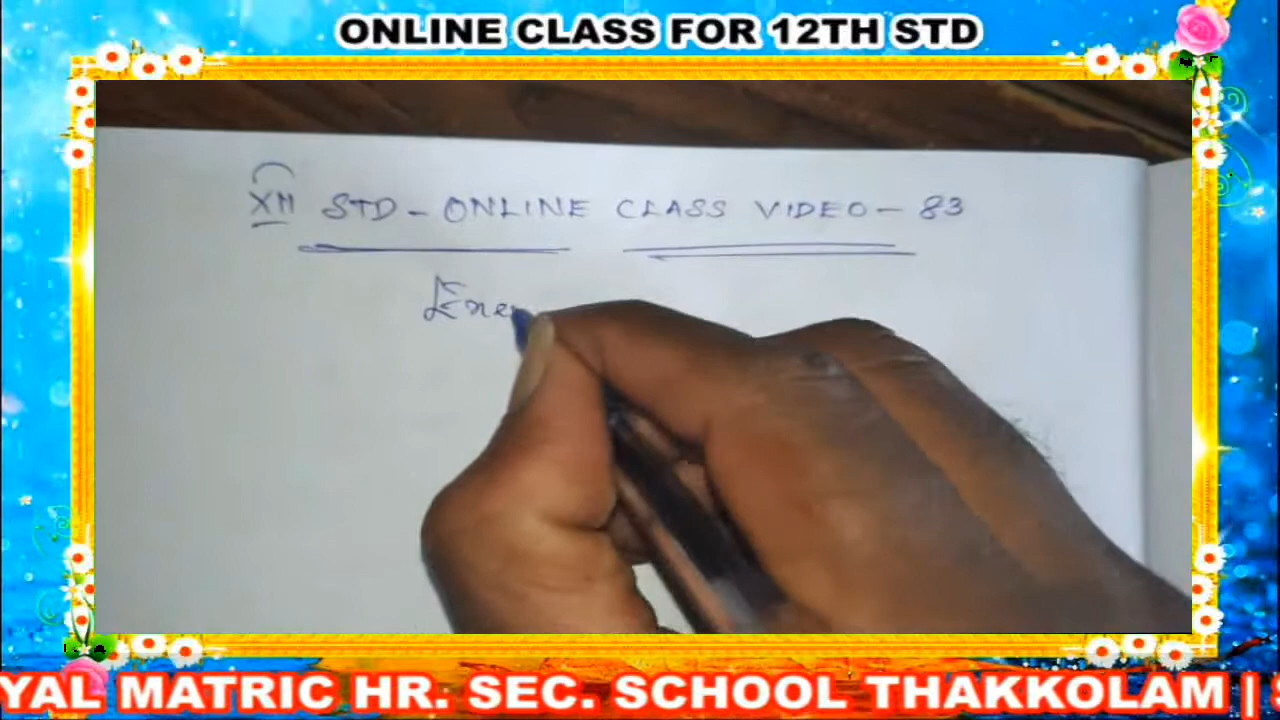 ONLINE CLASS FOR 12TH STD
XII STD - ONLINE CLASS VIDEO - 83
YAL MATRIC HR. SEC. SCHOOL THAKKOLAM |